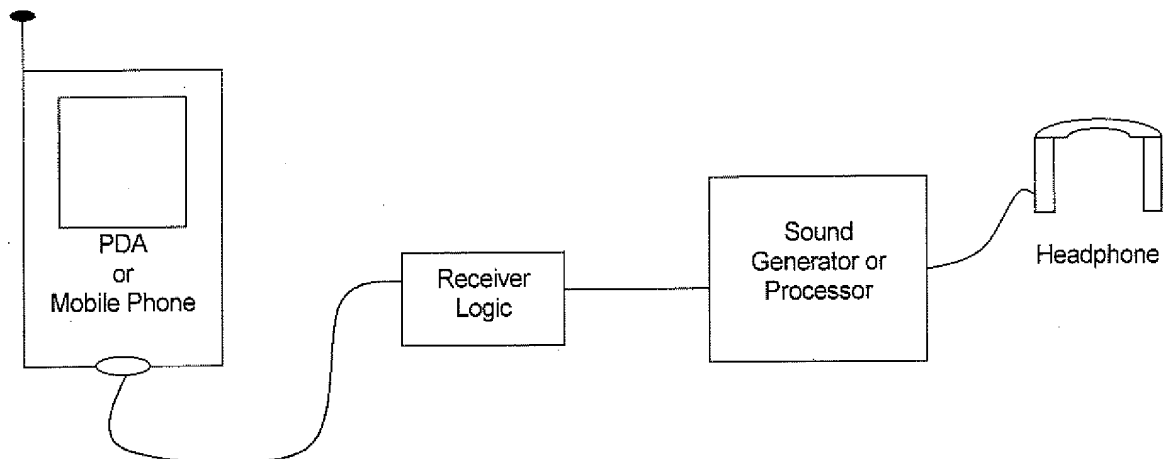 PDA
or
Mobile Phone
Receiver
Logic
Sound
Generator or
Processor
Headphone